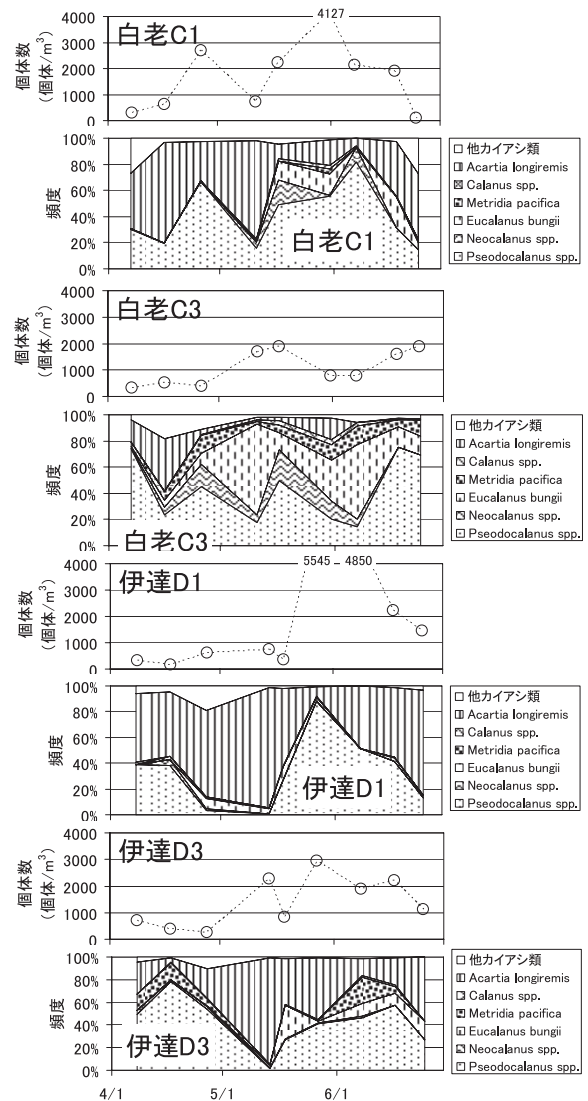 4127
4000
3000
2000
1000
0
個体数
(個体/m³)
白老C1
100%
80%
60%
40%
20%
0%
頻度
白老C1
他カイアシ類
Acartia longiremis
Calanus spp.
Metridia pacifica
Eucalanus bungii
Neocalanus spp.
Pseudocalanus spp.
4000
3000
2000
1000
0
個体数
(個体/m³)
白老C3
100%
80%
60%
40%
20%
0%
頻度
白老C3
他カイアシ類
Acartia longiremis
Calanus spp.
Metridia pacifica
Eucalanus bungii
Neocalanus spp.
Pseudocalanus spp.
5545 4850
4000
3000
2000
1000
0
個体数
(個体/m³)
伊達D1
100%
80%
60%
40%
20%
0%
頻度
伊達D1
他カイアシ類
Acartia longiremis
Calanus spp.
Metridia pacifica
Eucalanus bungii
Neocalanus spp.
Pseudocalanus spp.
4000
3000
2000
1000
0
個体数
(個体/m³)
伊達D3
100%
80%
60%
40%
20%
0%
頻度
伊達D3
他カイアシ類
Acartia longiremis
Calanus spp.
Metridia pacifica
Eucalanus bungii
Neocalanus spp.
Pseudocalanus spp.
4/1 5/1 6/1